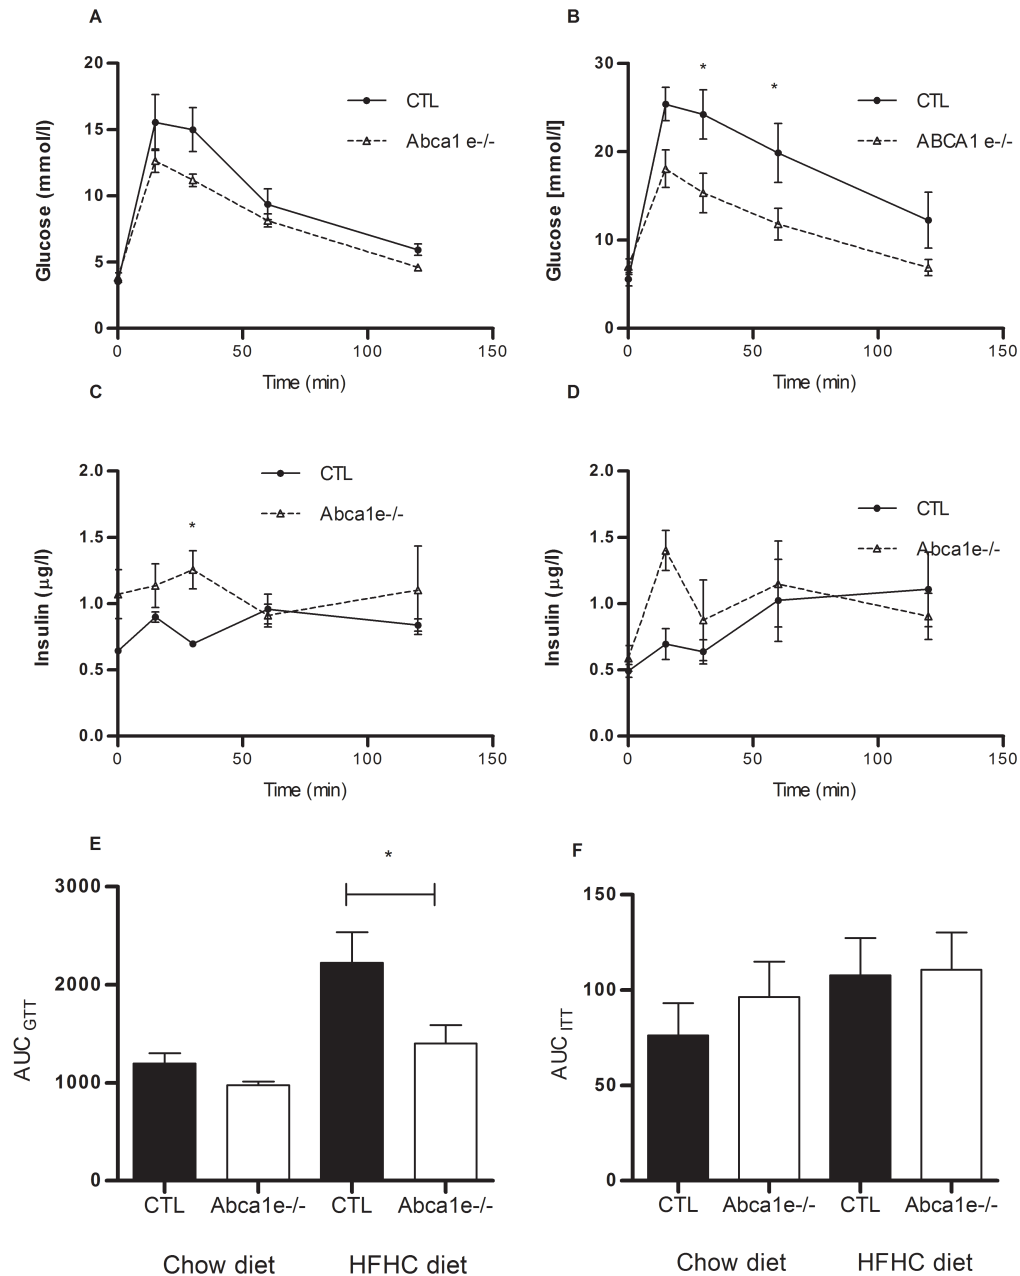 A
20
15
10
5
0
Glucose (mmol/l)
CTL
Abca1 e-/-
0 50 100 150
Time (min)
B
* *
30
20
10
0
Glucose [mmol/l]
CTL
ABCA1 e-/-
0 50 100 150
Time (min)
C
2.0
1.5
1.0
0.5
0.0
Insulin (µg/l)
CTL
Abca1e-/-
*
0 50 100 150
Time (min)
D
2.0
1.5
1.0
0.5
0.0
Insulin (µg/l)
CTL
Abca1e-/-
0 50 100 150
Time (min)
E
*
3000
2000
1000
0
AUC GTT
CTL Abca1e-/- CTL Abca1e-/-
Chow diet HFHC diet
F
150
100
50
0
AUC ITT
CTL Abca1e-/- CTL Abca1e-/-
Chow diet HFHC diet